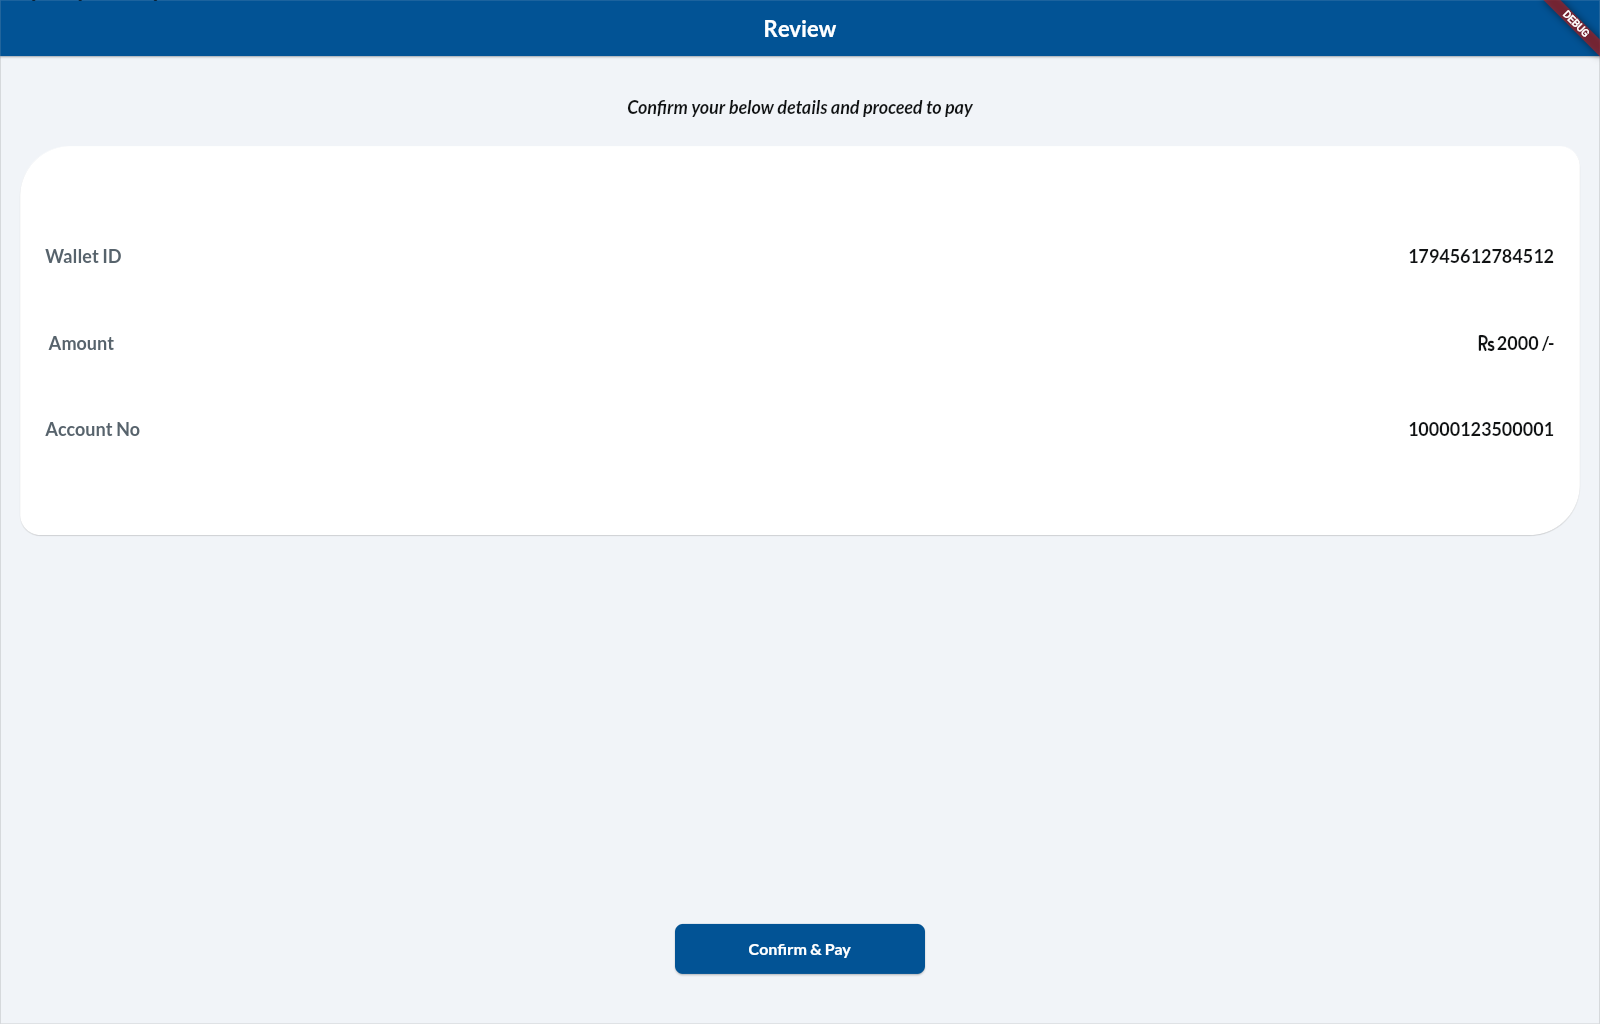 Review
DEBUG
Confirm your below details and proceed to pay
Wallet ID 17945612784512
Amount ₨ 2000 /-
Account No 10000123500001
Confirm & Pay